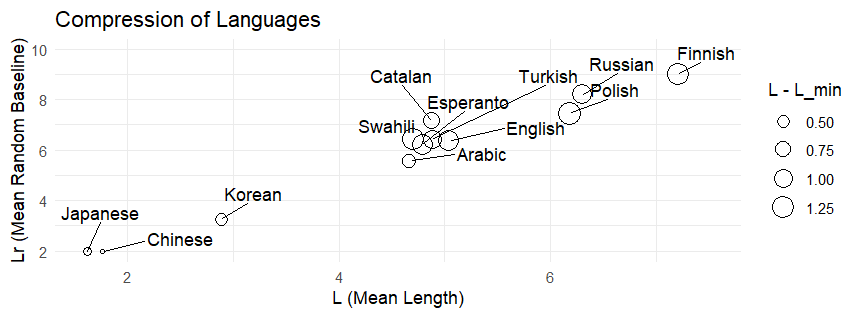 Compression of Languages
Lr (Mean Random Baseline)
10
8
6
4
2
Finnish
Russian
Catalan
Turkish
Polish
Esperanto
Swahili
English
Arabic
Korean
Japanese
Chinese
2
4
6
L (Mean Length)
L - L_min
0.50
0.75
1.00
1.25